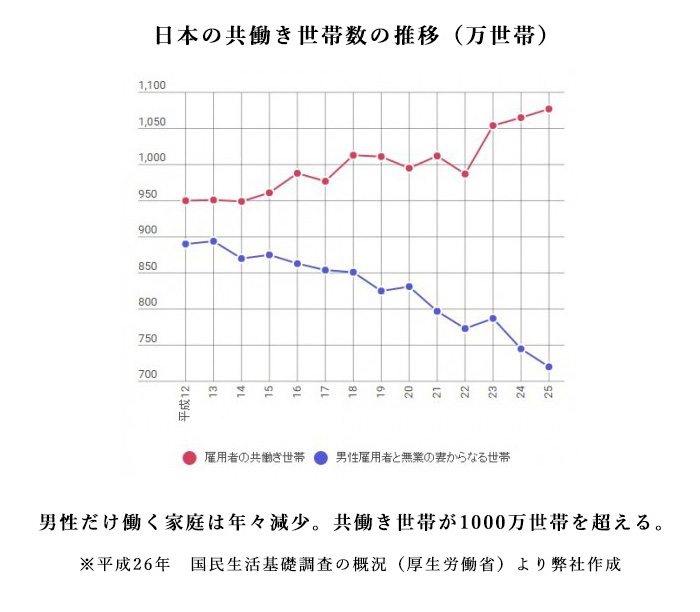 日本の共働き世帯数の推移（万世帯）
1,100
1,050
1,000
950
900
850
800
750
700
平成12 13 14 15 16 17 18 19 20 21 22 23 24 25
雇用者の共働き世帯 男性雇用者と無業の妻からなる世帯
男性だけ働く家庭は年々減少。共働き世帯が1000万世帯を超える。
※平成26年　国民生活基礎調査の概況（厚生労働省）より弊社作成